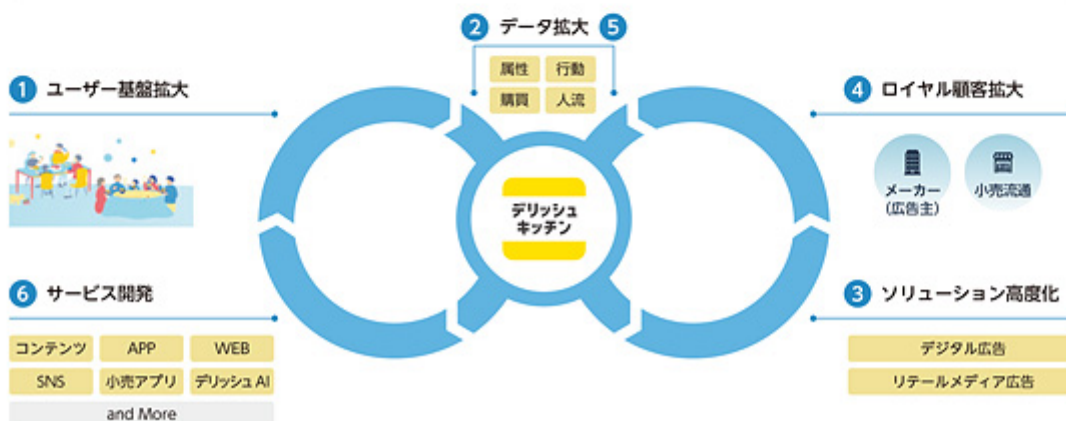 ① ユーザー基盤拡大
② データ拡大 ⑤
属性 行動
購買 人流
④ ロイヤル顧客拡大
メーカー
(広告主)
小売流通
デリッシュ
キッチン
⑥ サービス開発
コンテンツ APP WEB
SNS 小売アプリ デリッシュ AI
and More
③ ソリューション高度化
デジタル広告
リテールメディア広告